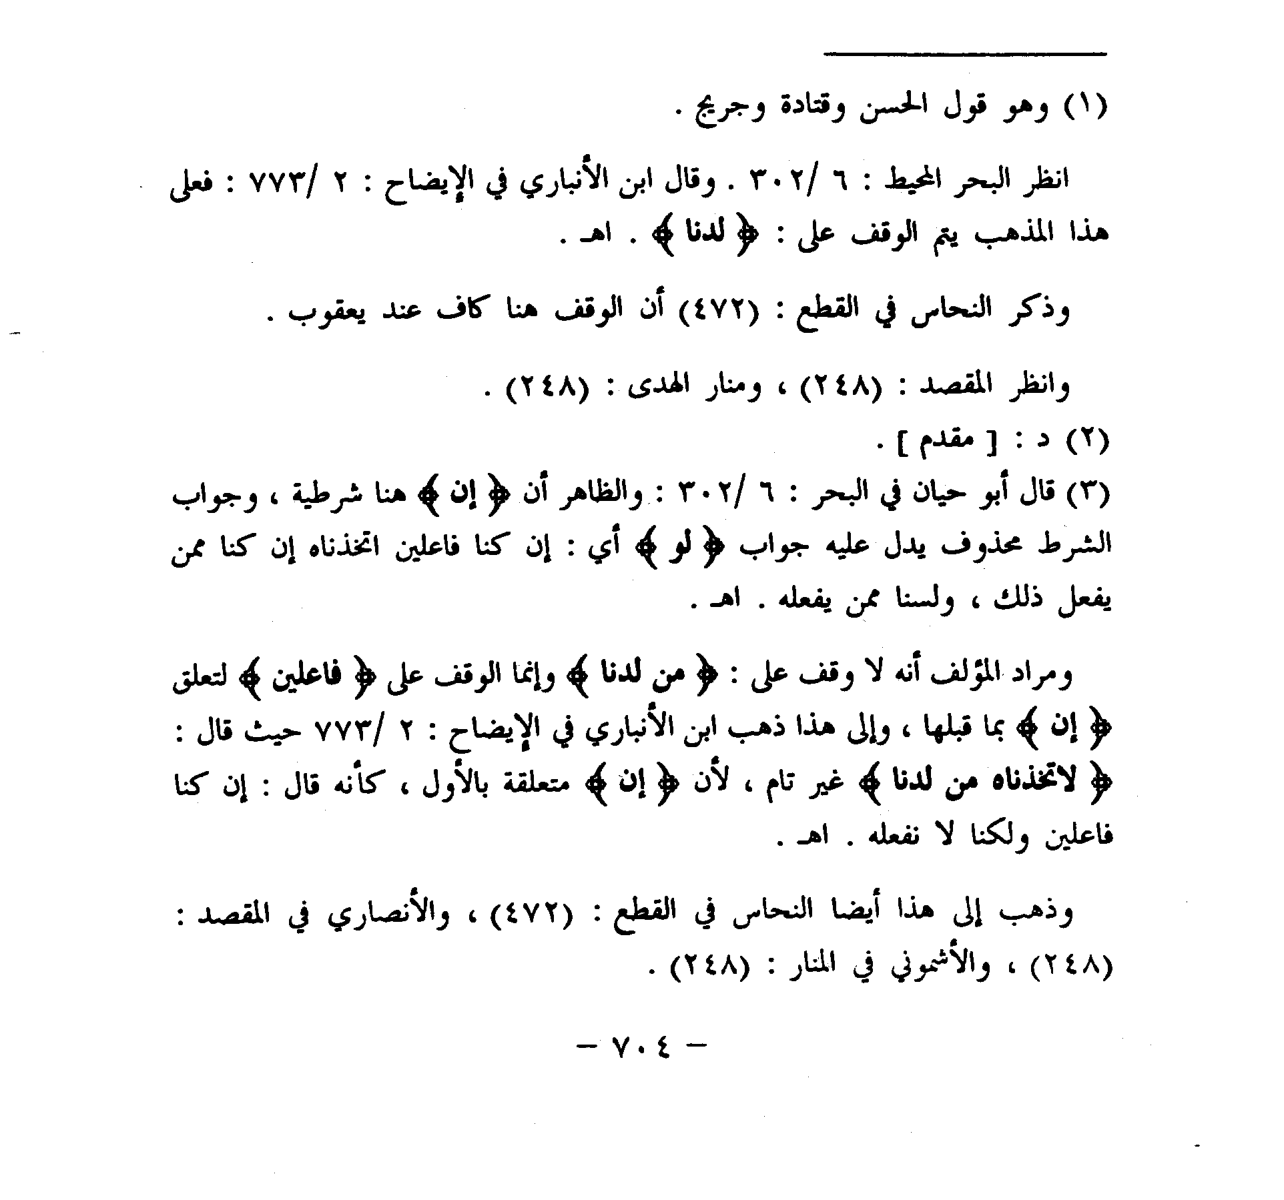 (١) وهو قول الحسن وقتادة وجريج .
انظر البحر المحيط : ٦ /٣٠٢ . وقال ابن الأنباري في الإيضاح : ٢ /٧٧٣ : فعلى
هذا المذهب يتم الوقف على : ﴿ لدنا ﴾ . اهـ .
وذكر النحاس في القطع : (٤٧٢) أن الوقف هنا كاف عند يعقوب .
وانظر المقصد : (٢٤٨) ، ومنار الهدى : (٢٤٨) .
(٢) د : [ مقدم ] .
(٣) قال أبو حيان في البحر : ٦ /٣٠٢ : والظاهر أن ﴿ إن ﴾ هنا شرطية ، وجواب
الشرط محذوف يدل عليه جواب ﴿ لو ﴾ أي : إن كنا فاعلين اتخذناه إن كنا ممن
يفعل ذلك ، ولسنا ممن يفعله . اهـ .
ومراد المؤلف أنه لا وقف على : ﴿ من لدنا ﴾ وإنما الوقف على ﴿ فاعلين ﴾ لتعلق
﴿ إن ﴾ بما قبلها ، وإلى هذا ذهب ابن الأنباري في الإيضاح : ٢ /٧٧٣ حيث قال :
﴿ لاتخذناه من لدنا ﴾ غير تام ، لأن ﴿ إن ﴾ متعلقة بالأول ، كأنه قال : إن كنا
فاعلين ولكنا لا نفعله . اهـ .
وذهب إلى هذا أيضا النحاس في القطع : (٤٧٢) ، والأنصاري في المقصد :
(٢٤٨) ، والأشموني في المنار : (٢٤٨) .
– ٧٠٤ –